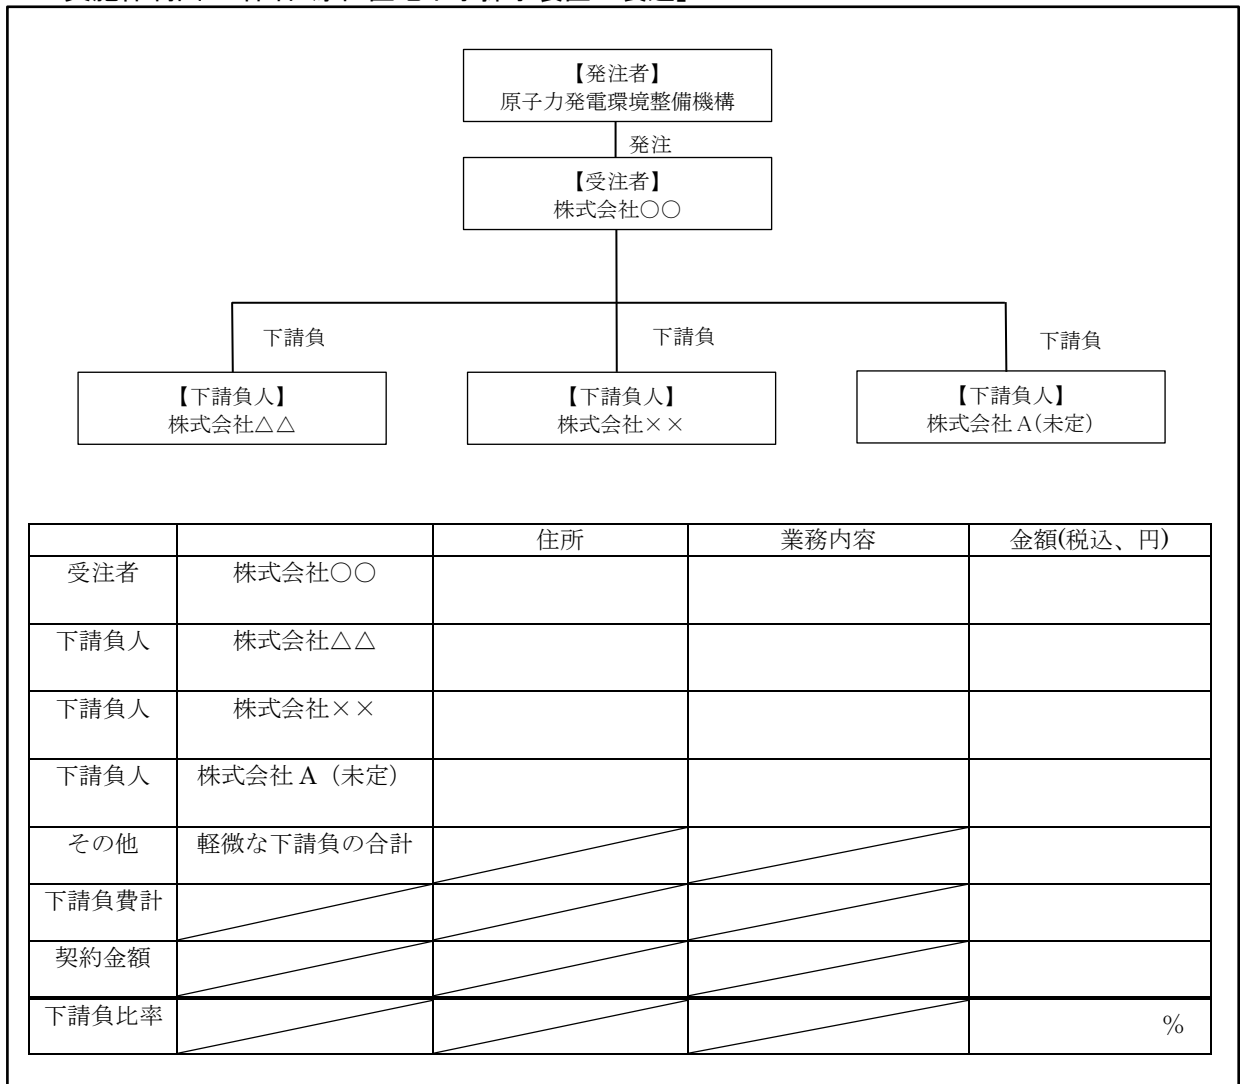 【発注者】
原子力発電環境整備機構
発注
【受注者】
株式会社○○
下請負
下請負
下請負
【下請負人】
株式会社△△
【下請負人】
株式会社××
【下請負人】
株式会社A(未定)
住所 業務内容 金額(税込、円)
受注者 株式会社○○
下請負人 株式会社△△
下請負人 株式会社××
下請負人 株式会社A（未定）
その他 軽微な下請負の合計
下請負費計
契約金額
下請負比率 %